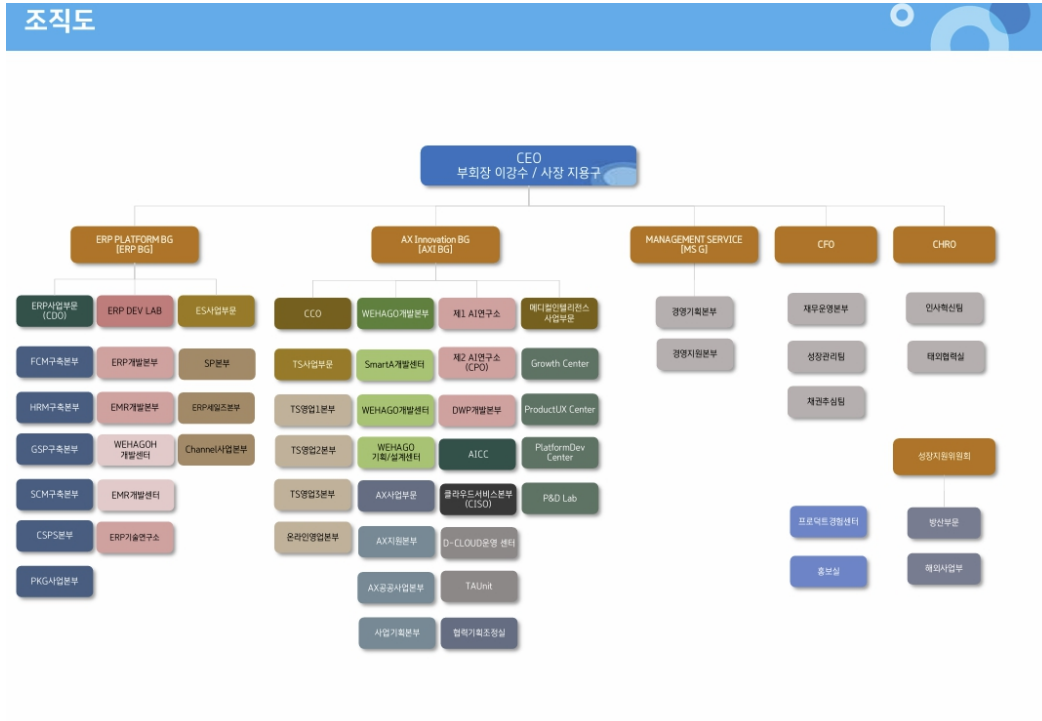 조직도
CEO
부회장 이강수 / 사장 지용구
ERP PLATFORM BG
[ERP BG]
AX Innovation BG
[AXI BG]
MANAGEMENT SERVICE
[MS G]
CFO
CHRO
ERP사업부문
(CDO)
ERP DEV LAB
ES사업부문
FCM구축본부
ERP개발본부
SP본부
HRM구축본부
EMR개발본부
ERP세일즈본부
GSP구축본부
WEHAGOH
개발센터
Channel사업본부
SCM구축본부
EMR개발센터
CSPS본부
ERP기술연구소
PKG사업본부
CCO
WEHAGO개발본부
제1 AI연구소
메디컬인텔리전스
사업부문
TS사업부문
SmartA개발센터
제2 AI연구소
(CPO)
Growth Center
TS영업1본부
WEHAGO개발센터
DWP개발본부
ProductUX Center
TS영업2본부
WEHAGO
기획/설계센터
AICC
PlatformDev
Center
TS영업3본부
AX사업부문
클라우드서비스본부
(CISO)
P&D Lab
온라인영업본부
AX지원본부
D-CLOUD운영 센터
AX공공사업본부
TAUnit
사업기획본부
협력기획조정실
경영기획본부
경영지원본부
재무운영본부
성장관리팀
채권추심팀
인사혁신팀
대외협력실
성장지원위원회
프로덕트경험센터
방산부문
홍보실
해외사업부